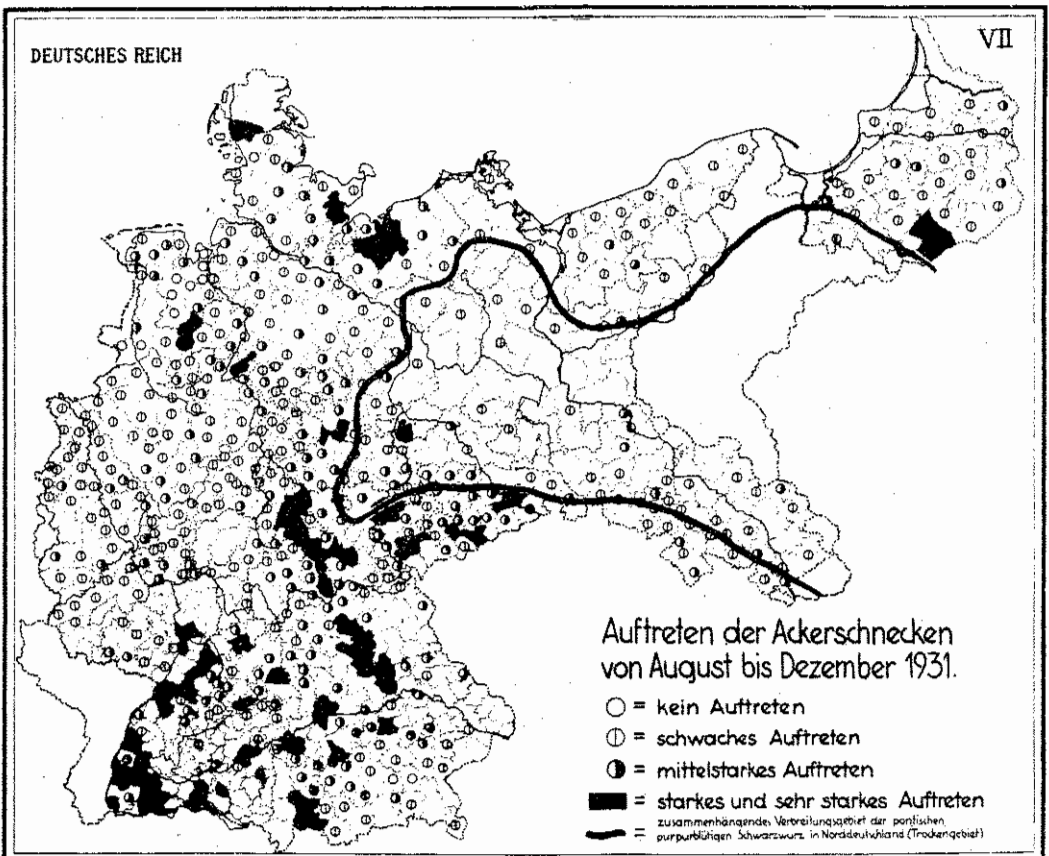 DEUTSCHES REICH
VII
Auftreten der Ackerschnecken
von August bis Dezember 1931.
= kein Auftreten
= schwaches Auftreten
= mittelstarkes Auftreten
= starkes und sehr starkes Auftreten
zusammenhängendes Verbreitungsgebiet der pontischen
= purpurblütigen Schwarzwurz in Norddeutschland (Trockengebiet)